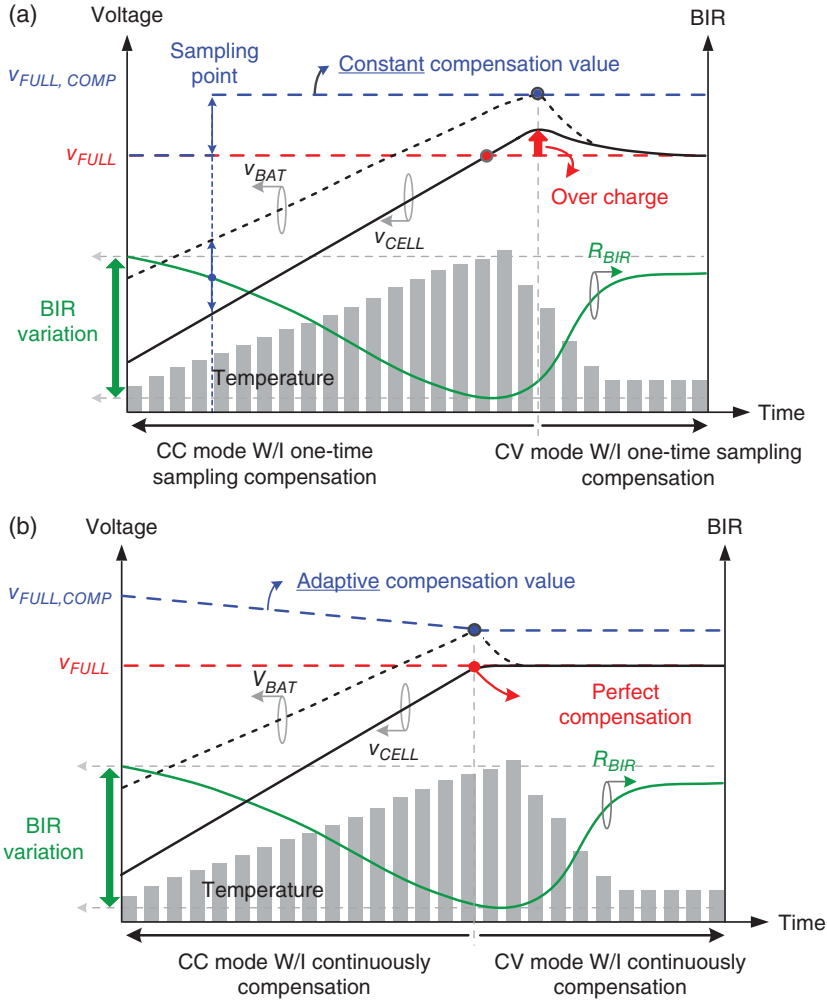 (a)
Voltage
BIR
Sampling
point
Constant compensation value
vFULL, COMP
vFULL
vBAT
Over charge
vCELL
RBIR
BIR
variation
Temperature
Time
CC mode W/I one-time
sampling compensation
CV mode W/I one-time sampling
compensation
(b)
Voltage
BIR
Adaptive compensation value
vFULL,COMP
vFULL
VBAT
Perfect
compensation
vCELL
RBIR
BIR
variation
Temperature
Time
CC mode W/I continuously
compensation
CV mode W/I continuously
compensation